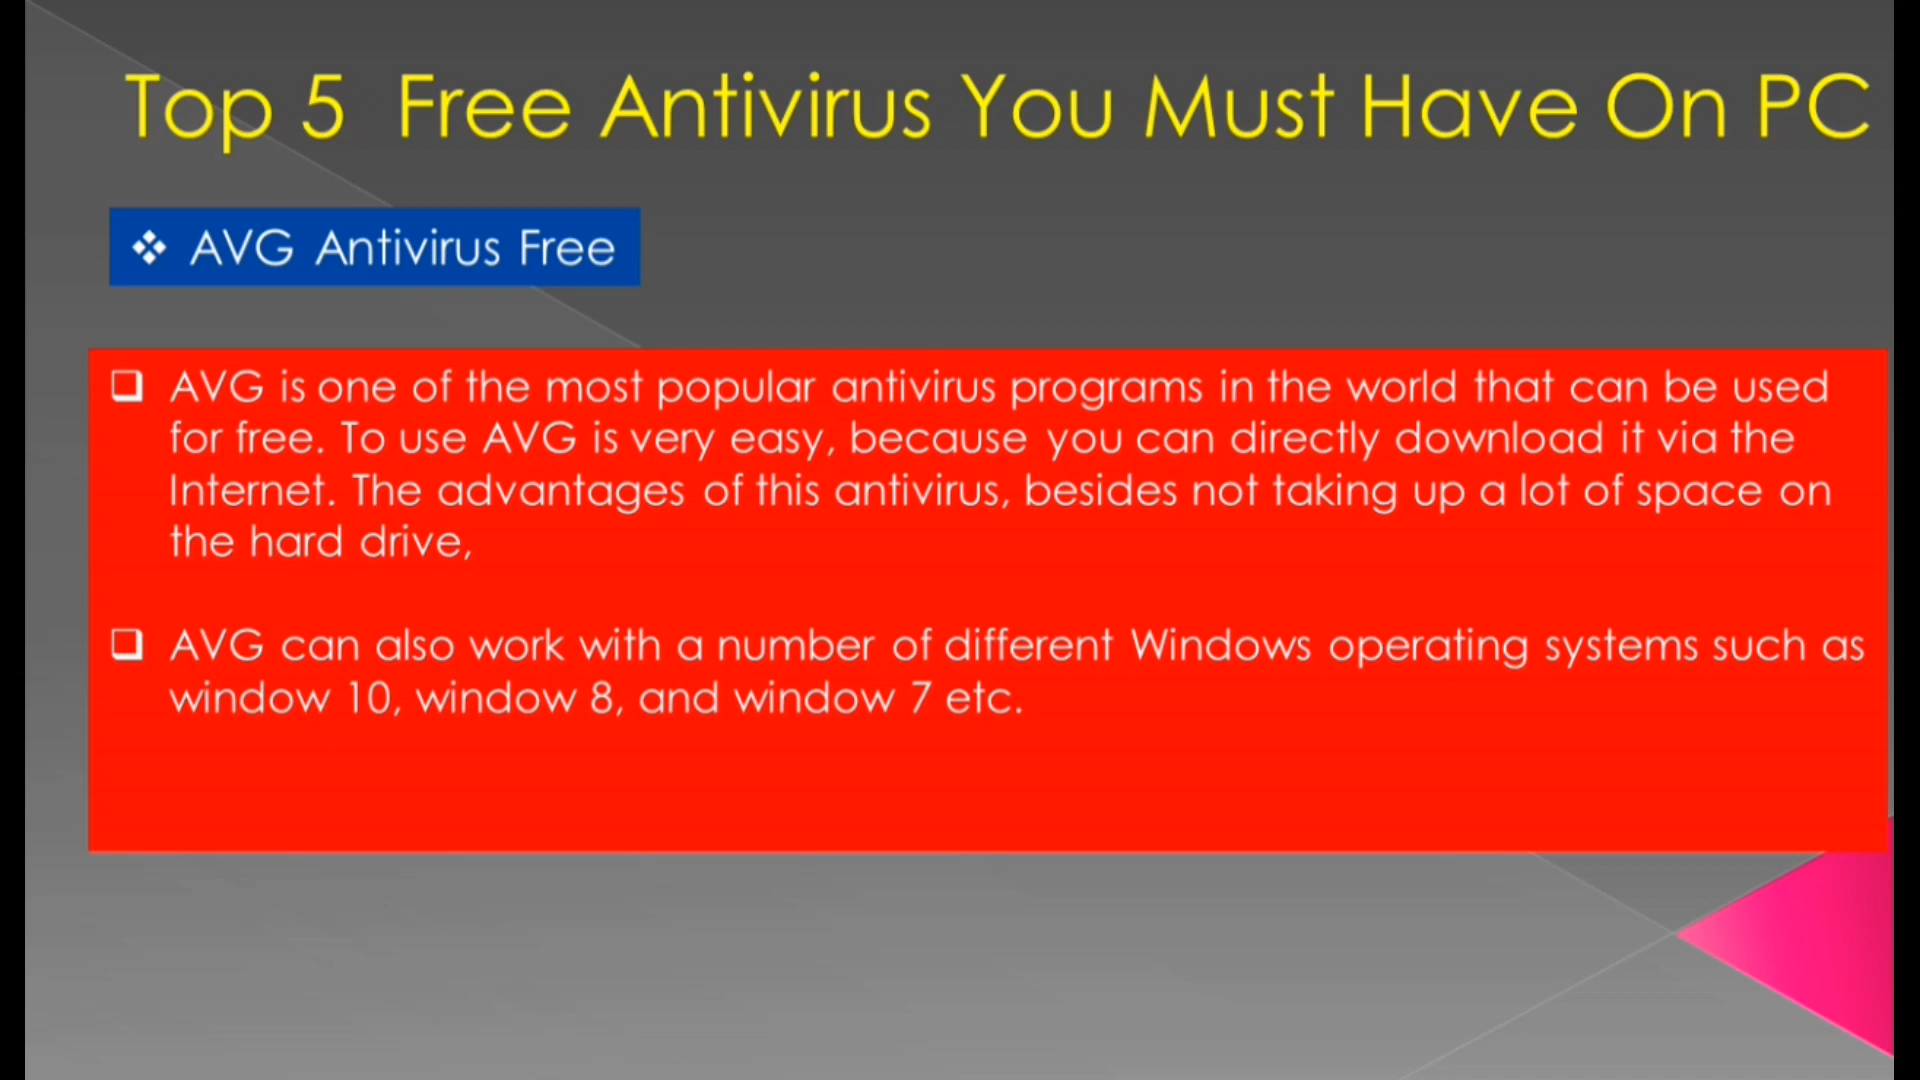 Top 5 Free Antivirus You Must Have On PC
❖ AVG Antivirus Free
❑ AVG is one of the most popular antivirus programs in the world that can be used
for free. To use AVG is very easy, because you can directly download it via the
Internet. The advantages of this antivirus, besides not taking up a lot of space on
the hard drive,
❑ AVG can also work with a number of different Windows operating systems such as
window 10, window 8, and window 7 etc.